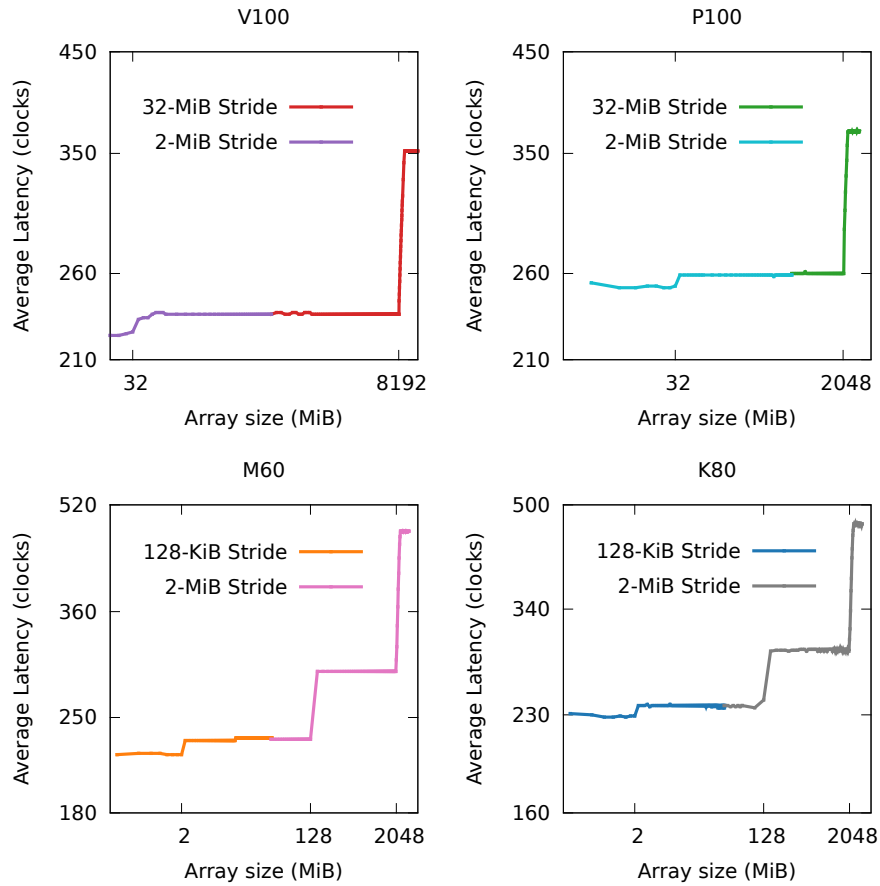 V100
450
350
260
210
Average Latency (clocks)
32-MiB Stride
2-MiB Stride
32
8192
Array size (MiB)
P100
450
350
260
210
Average Latency (clocks)
32-MiB Stride
2-MiB Stride
32
2048
Array size (MiB)
M60
520
360
250
180
Average Latency (clocks)
128-KiB Stride
2-MiB Stride
2
128
2048
Array size (MiB)
K80
500
340
230
160
Average Latency (clocks)
128-KiB Stride
2-MiB Stride
2
128
2048
Array size (MiB)